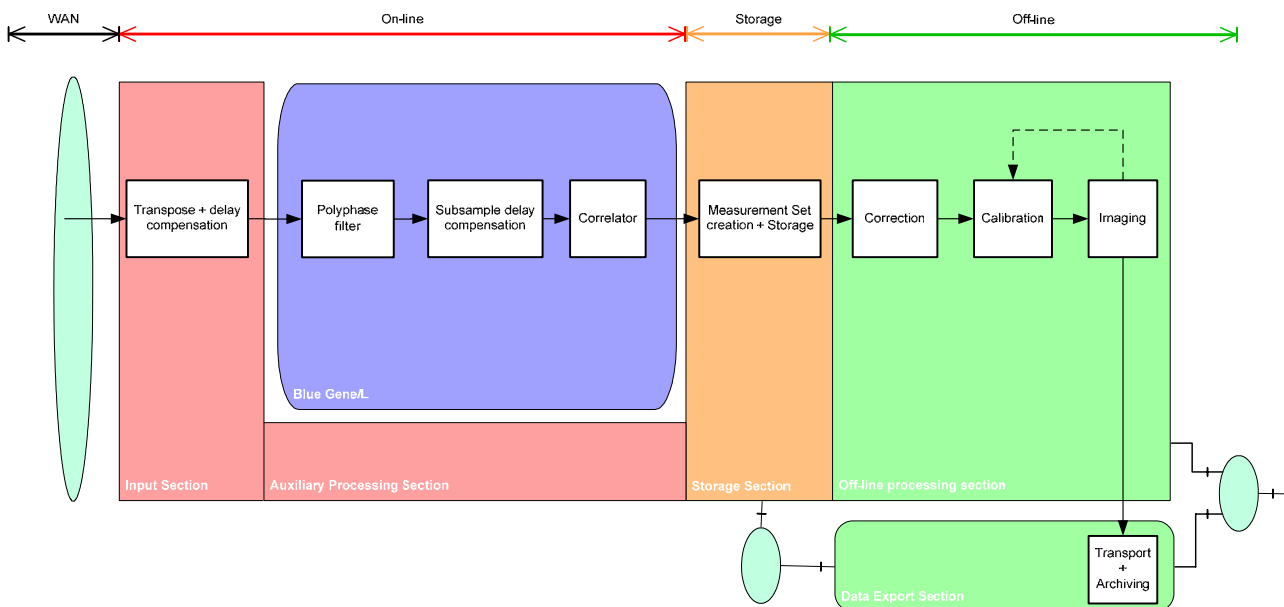 WAN
On-line
Storage
Off-line
Transpose + delay
compensation
Polyphase
filter
Subsample delay
compensation
Correlator
Measurement Set
creation + Storage
Correction
Calibration
Imaging
Blue Gene/L
Input Section
Auxiliary Processing Section
Storage Section
Off-line processing section
Transport
+
Archiving
Data Export Section